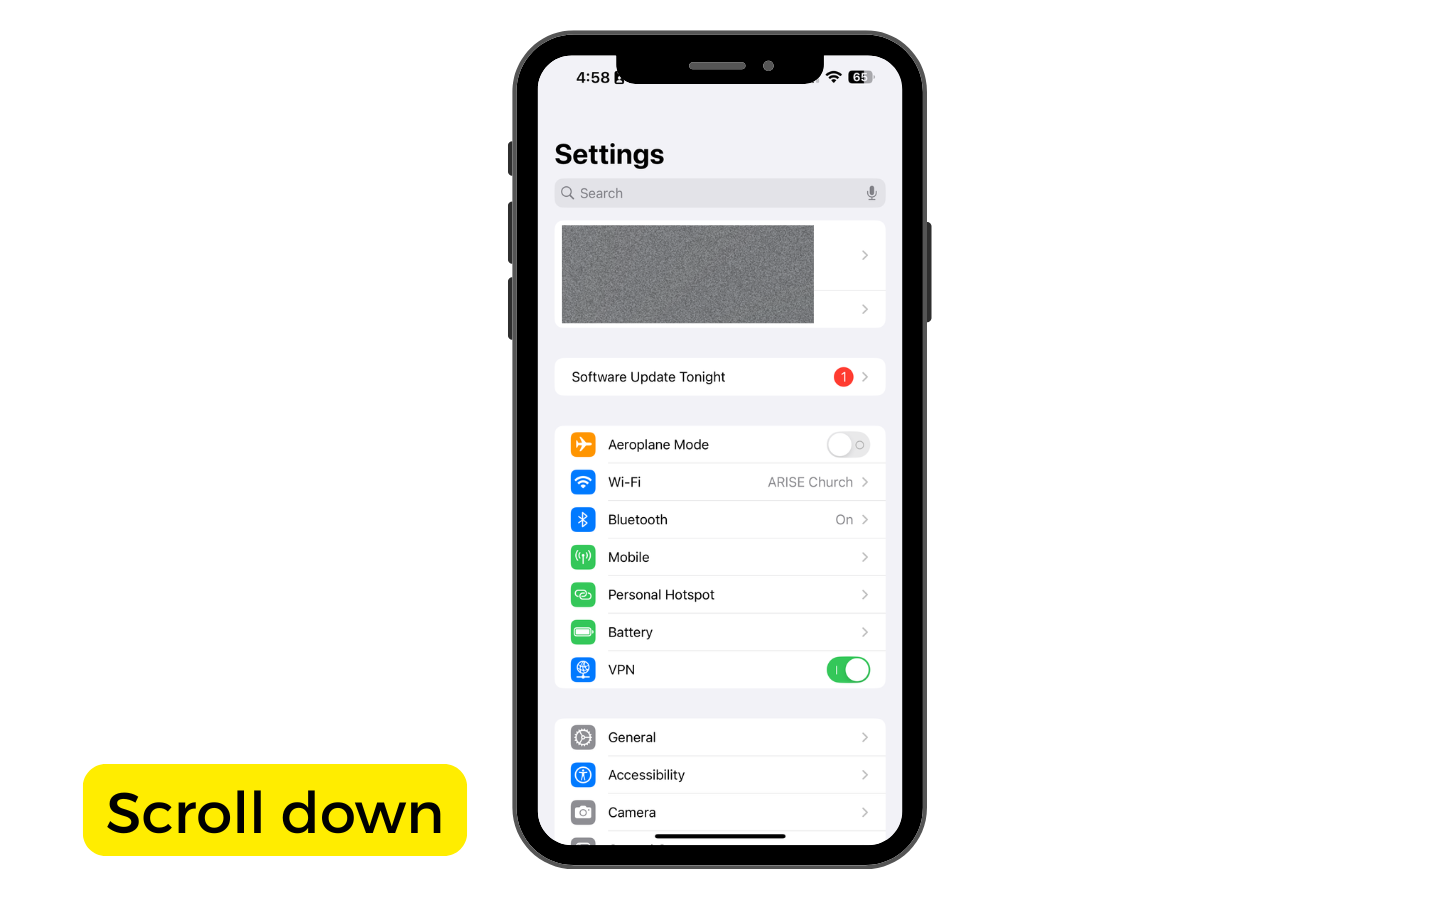 4:58
65
Settings
Search
Software Update Tonight 1
Aeroplane Mode
Wi-Fi ARISE Church
Bluetooth On
Mobile
Personal Hotspot
Battery
VPN
General
Accessibility
Camera
Scroll down